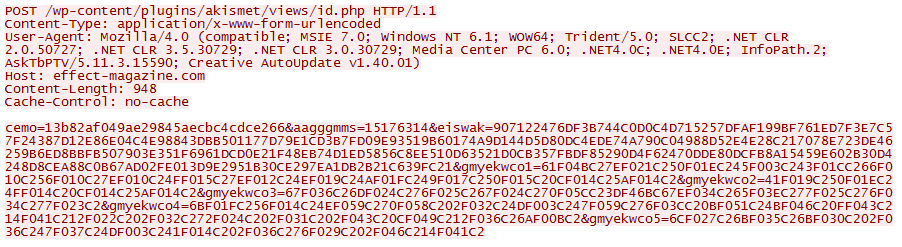 POST /wp-content/plugins/akismet/views/id.php HTTP/1.1
Content-Type: application/x-www-form-urlencoded
User-Agent: Mozilla/4.0 (compatible; MSIE 7.0; Windows NT 6.1; WOW64; Trident/5.0; SLCC2; .NET CLR
2.0.50727; .NET CLR 3.5.30729; .NET CLR 3.0.30729; Media Center PC 6.0; .NET4.0C; .NET4.0E; InfoPath.2;
AskTbPTV/5.11.3.15590; Creative AutoUpdate v1.40.01)
Host: effect-magazine.com
Content-Length: 948
Cache-Control: no-cache
cemo=13b82af049ae29845aecbc4cdce266&aagggmms=15176314&eiswak=907122476DF3B744C0D0C4D715257DFAF199BF761ED7F3E7C5
7F24387D12E86E04C4E98843DBB501177D79E1CD3B7FD09E93519B60174A9D144D5D80DC4EDE74A790C04988D52E4E28C217078E723DE46
259B6ED8BBFB507903E351F6961DCD0E21F48EB74D1ED5856C8EE510D63521DD0CB357FBDF85290D4F62470DDE80DCFBB8A15459E602B30D4
248D8CEA88C0B67AD02FE013D9E2951B30CE297EA1DB2B21C639FC21&gmyekwco1=61F04BC27EF021C250F01EC245F003C243F01CC266F0
10C256F010C27EF010C24FF015C27EF012C24EF019C24AF01FC249F017C250F015C20CF014C25AF014C2&gmyekwco2=41F019C250F01EC2
4FF014C20CF014C25AF014C2&gmyekwco3=67F036C26DF024C276F025C267F024C270F05CC23DF46BC67EF034C265F03EC277F025C276F0
34C277F023C2&gmyekwco4=6BF01FC256F014C24EF059C270F058C202F032C24DF003C247F059C276F03CC20BF051C24BF046C20FF043C2
14F041C212F022C202F032C272F024C202F031C202F043C20CF049C212F036C26AF00BC2&gmyekwco5=6CF027C26BF035C26BF030C202F0
36C247F037C24DF003C241F014C202F036C276F029C202F046C214F041C2